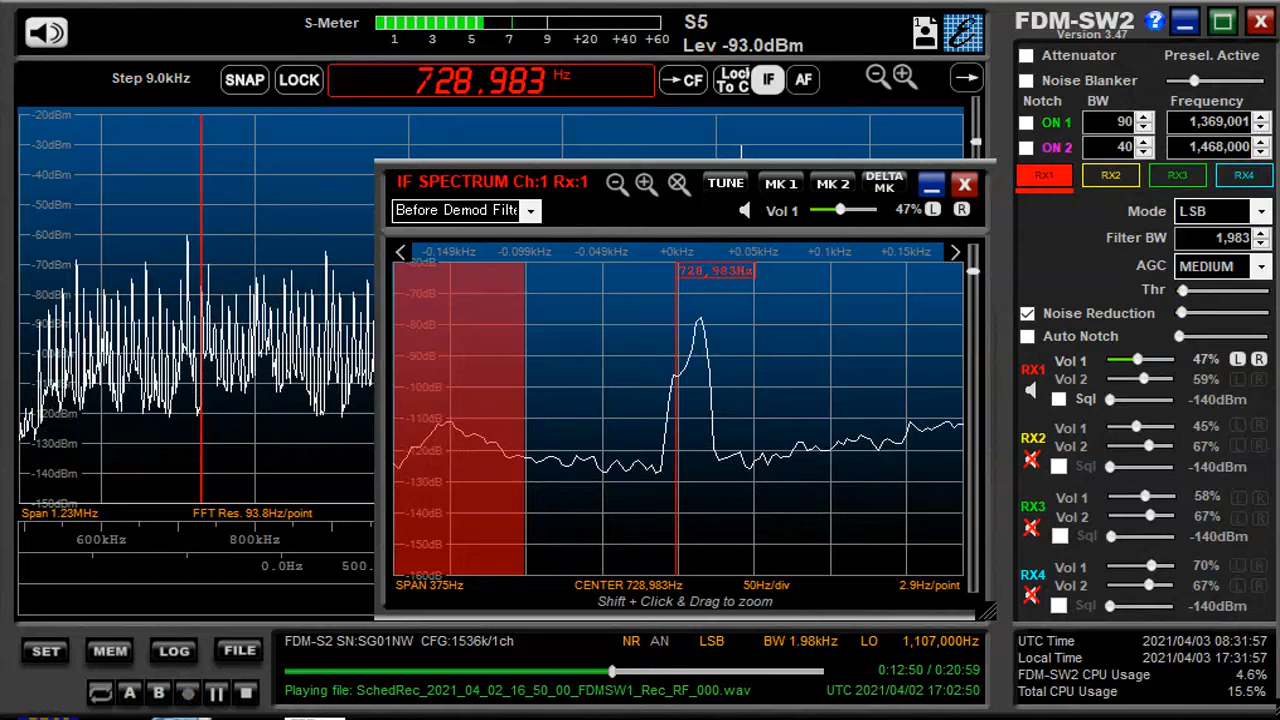 S-Meter
S5
1 3 5 7 9 +20 +40 +60
Lev -93.0dBm
FDM-SW2
Version 3.47
Step 9.0kHz
SNAP
LOCK
728.983 Hz
→CF
IF
AF
Attenuator
Presel. Active
Noise Blanker
Notch BW Frequency
ON 1 90 1,369,001
ON 2 40 1,468,000
RX1 RX2 RX3 RX4
Mode LSB
Filter BW 1,983
AGC MEDIUM
Thr
Noise Reduction
Auto Notch
RX1 Vol 1 47% L R
Vol 2 59% L R
Sql -140dBm
RX2 Vol 1 45% L R
Vol 2 67% L R
Sql -140dBm
RX3 Vol 1 58% L R
Vol 2 67% L R
Sql -140dBm
RX4 Vol 1 70% L R
Vol 2 67% L R
Sql -140dBm
-20dBm
-30dBm
-40dBm
-50dBm
-60dBm
-70dBm
-80dBm
-90dBm
-100dBm
-120dBm
-130dBm
-140dBm
-150dBm
Span 1.23MHz
FFT Res. 93.8Hz/point
600kHz 800kHz
0.0Hz 500.
IF SPECTRUM Ch:1 Rx:1
TUNE MK 1 MK 2 DELTA MK
Before Demod Filte
Vol 1 47% L R
-0.149kHz -0.099kHz -0.049kHz +0kHz +0.05kHz +0.1kHz +0.15kHz
728,983Hz
-60dB
-70dB
-80dB
-90dB
-100dB
-110dB
-120dB
-130dB
-140dB
-150dB
-160dB
SPAN 375Hz CENTER 728,983Hz 50Hz/div 2.9Hz/point
Shift + Click & Drag to zoom
SET MEM LOG FILE
A B
FDM-S2 SN:SG01NW CFG:1536k/1ch NR AN LSB BW 1.98kHz LO 1,107,000Hz
0:12:50 / 0:20:59
Playing file: SchedRec_2021_04_02_16_50_00_FDMSW1_Rec_RF_000.wav UTC 2021/04/02 17:02:50
UTC Time 2021/04/03 08:31:57
Local Time 2021/04/03 17:31:57
FDM-SW2 CPU Usage 4.6%
Total CPU Usage 15.5%